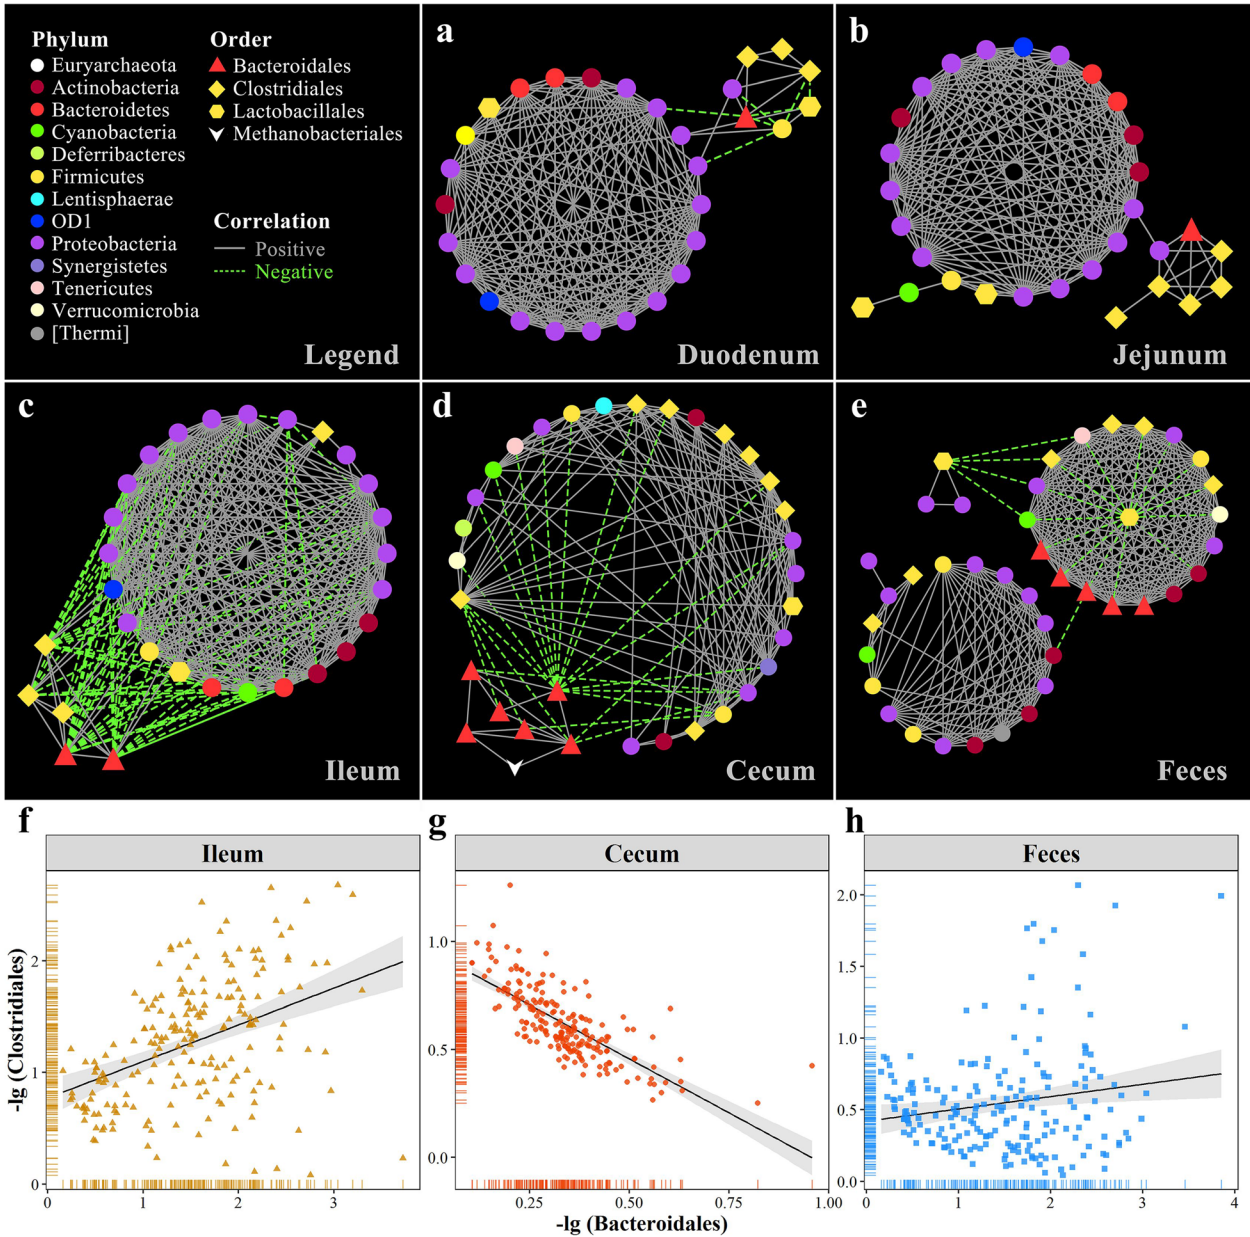 Phylum
Euryarchaeota
Actinobacteria
Bacteroidetes
Cyanobacteria
Deferribacteres
Firmicutes
Lentisphaerae
OD1
Proteobacteria
Synergistetes
Tenericutes
Verrucomicrobia
[Thermi]
Order
Bacteroidales
Clostridiales
Lactobacillales
Methanobacteriales
Correlation
Positive
Negative
Legend
a
Duodenum
b
Jejunum
c
Ileum
d
Cecum
e
Feces
f
Ileum
-lg (Clostridiales)
2
1
0
0 1 2 3
g
Cecum
1.0
0.5
0.0
0.25 0.50 0.75 1.00
-lg (Bacteroidales)
h
Feces
2.0
1.5
1.0
0.5
0.0
0 1 2 3 4